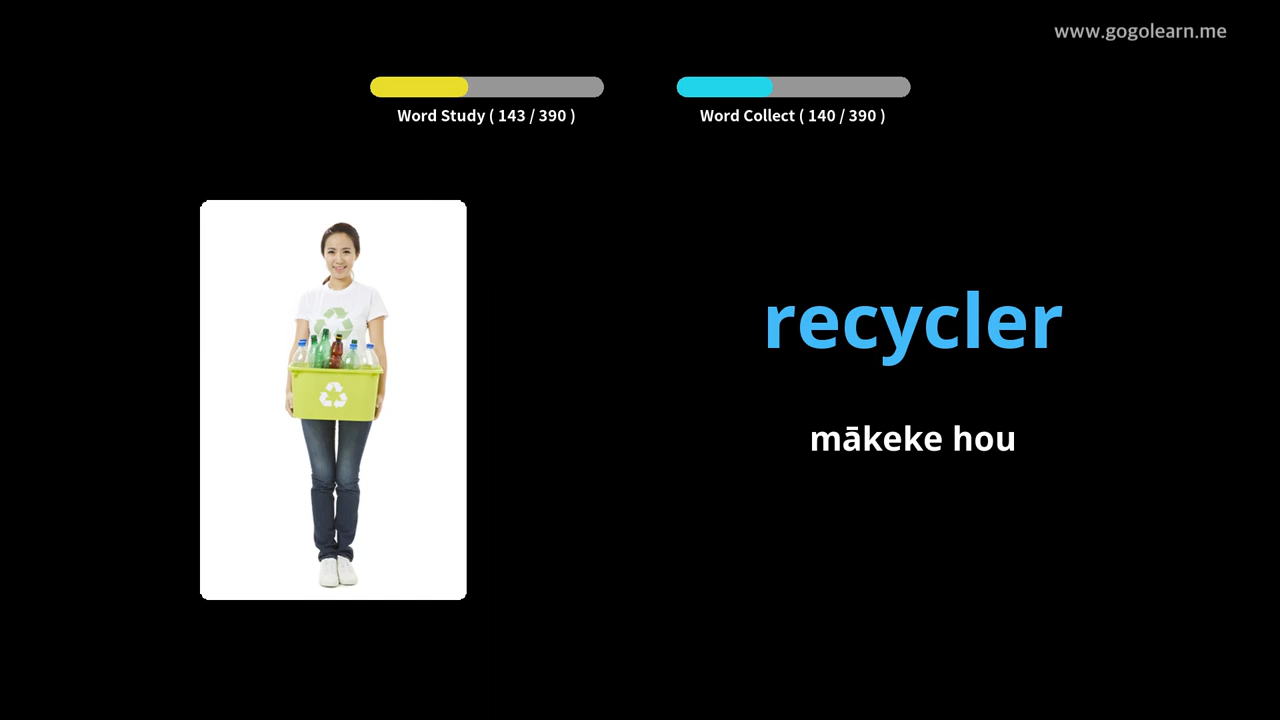 www.gogolearn.me
Word Study ( 143 / 390 )
Word Collect ( 140 / 390 )
recycler
mākeke hou